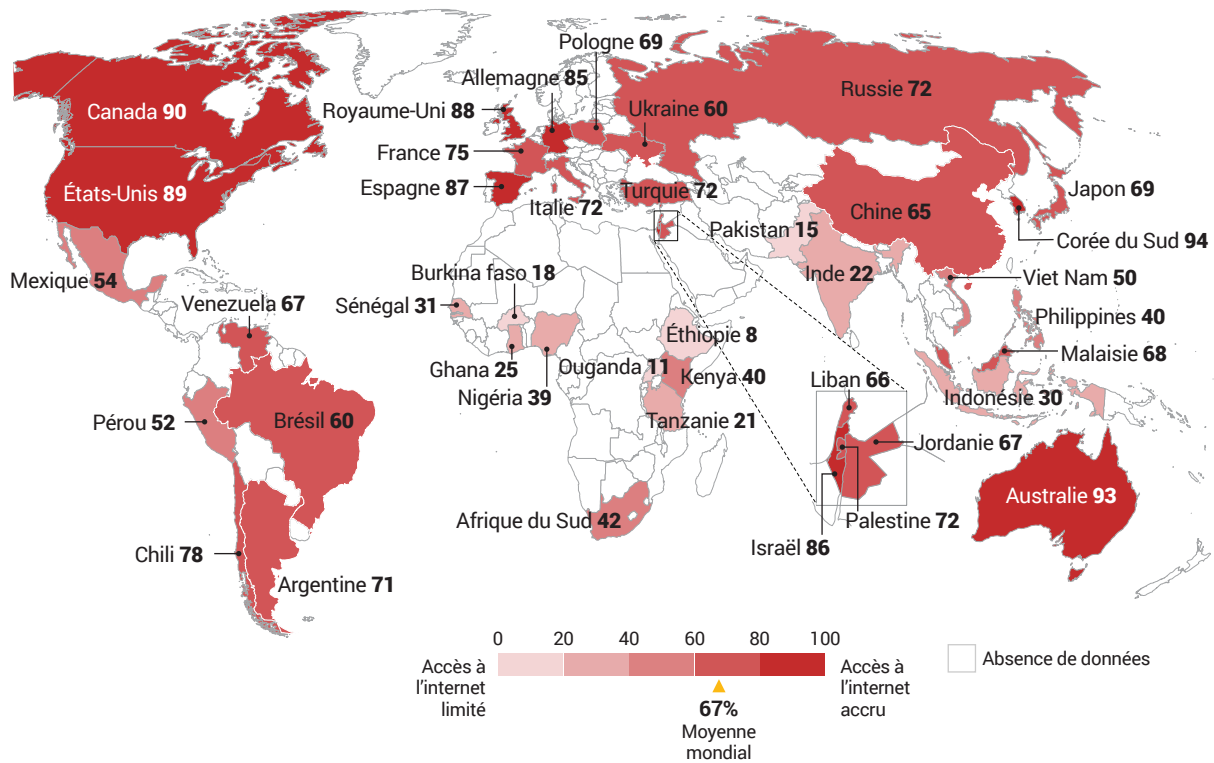 Pologne 69
Allemagne 85
Canada 90
Royaume-Uni 88
Ukraine 60
Russie 72
France 75
États-Unis 89
Espagne 87
Turquie 72
Japon 69
Italie 72
Chine 65
Pakistan 15
Corée du Sud 94
Mexique 54
Burkina faso 18
Inde 22
Viet Nam 50
Venezuela 67
Sénégal 31
Philippines 40
Éthiopie 8
Malaisie 68
Ghana 25
Ouganda 11
Kenya 40
Liban 66
Nigéria 39
Indonésie 30
Pérou 52
Brésil 60
Tanzanie 21
Jordanie 67
Australie 93
Afrique du Sud 42
Palestine 72
Israël 86
Chili 78
Argentine 71
0 20 40 60 80 100
Accès à
l'internet
limité
Accès à
l'internet
accru
Absence de données
67%
Moyenne
mondial